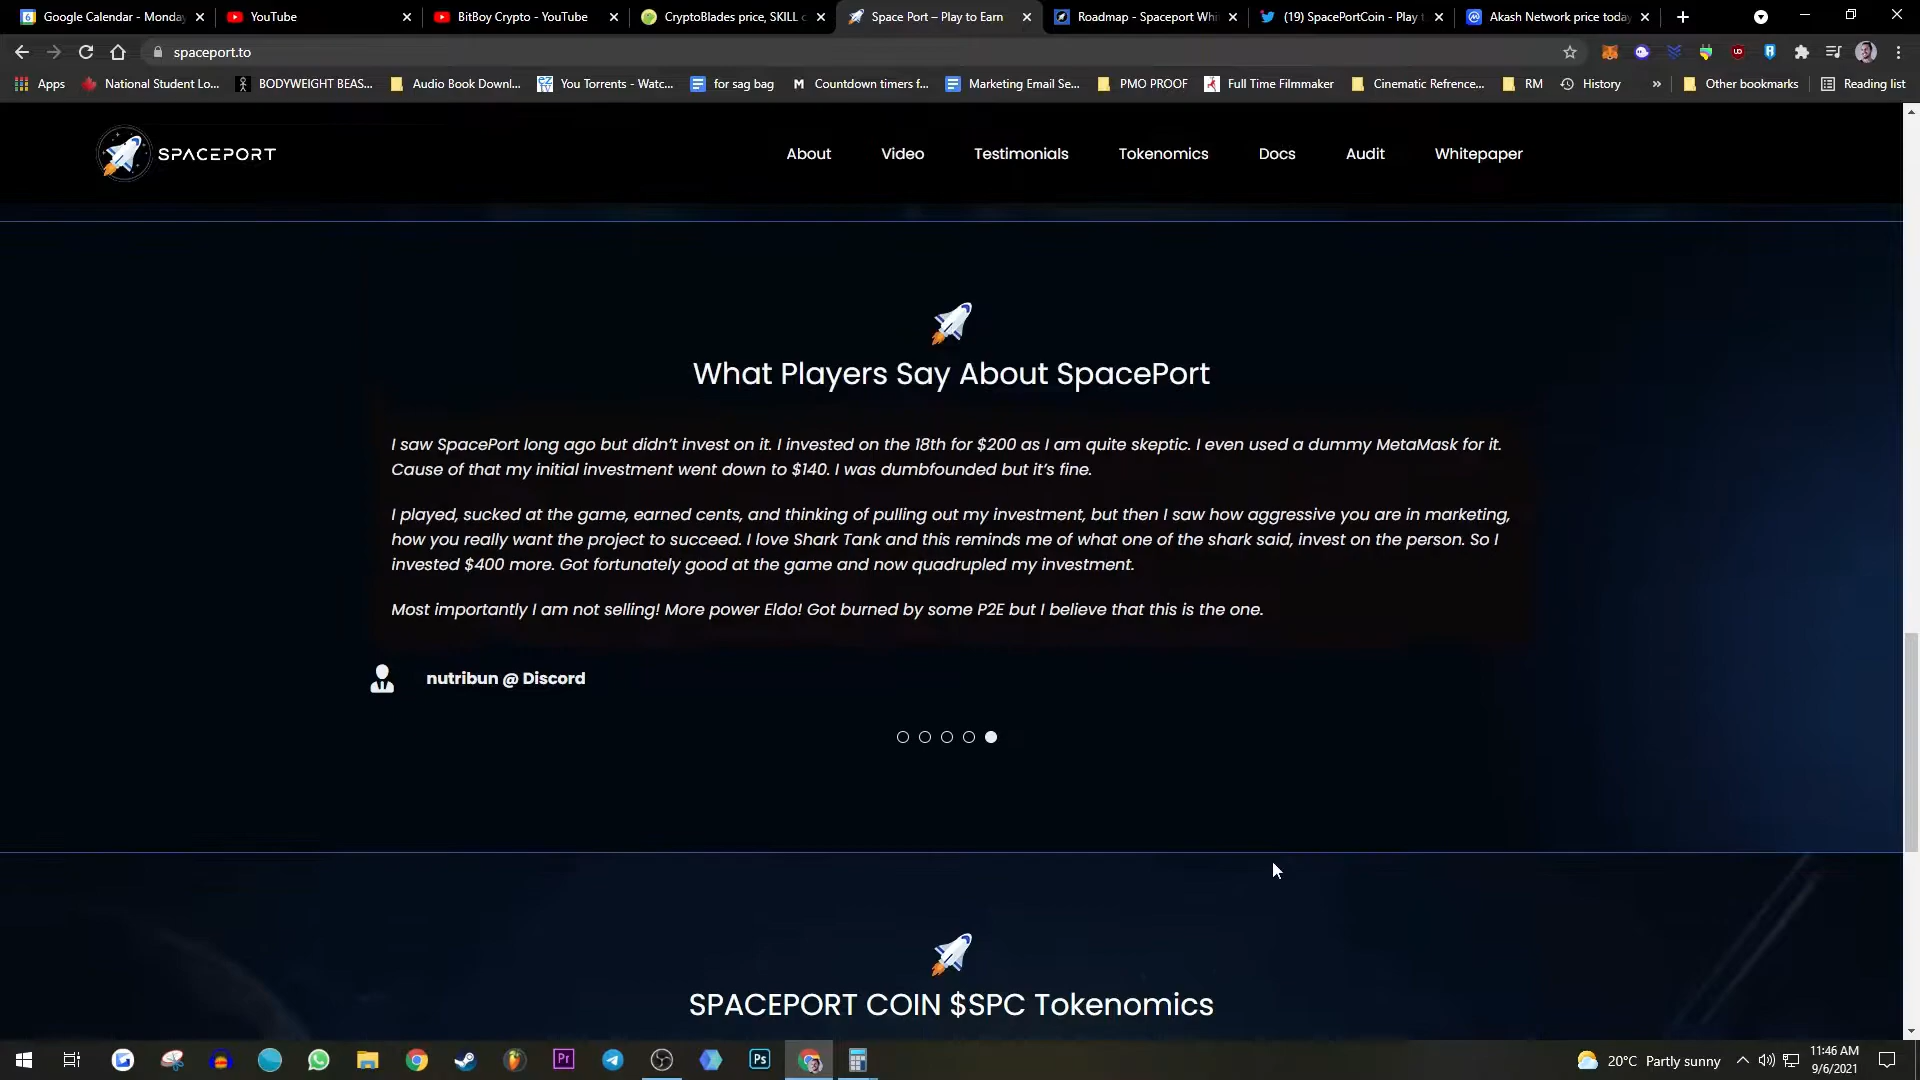 Google Calendar - Monday
YouTube
BitBoy Crypto - YouTube
CryptoBlades price, SKILL c
Space Port – Play to Earn
Roadmap - Spaceport Whi
(19) SpacePortCoin - Play t
Akash Network price today
spaceport.to
Apps
National Student Lo...
BODYWEIGHT BEAS...
Audio Book Downl...
You Torrents - Watc...
for sag bag
Countdown timers f...
Marketing Email Se...
PMO PROOF
Full Time Filmmaker
Cinematic Refrence...
RM
History
»
Other bookmarks
Reading list
SPACEPORT
About
Video
Testimonials
Tokenomics
Docs
Audit
Whitepaper
What Players Say About SpacePort
I saw SpacePort long ago but didn't invest on it. I invested on the 18th for $200 as I am quite skeptic. I even used a dummy MetaMask for it.
Cause of that my initial investment went down to $140. I was dumbfounded but it's fine.
I played, sucked at the game, earned cents, and thinking of pulling out my investment, but then I saw how aggressive you are in marketing,
how you really want the project to succeed. I love Shark Tank and this reminds me of what one of the shark said, invest on the person. So I
invested $400 more. Got fortunately good at the game and now quadrupled my investment.
Most importantly I am not selling! More power Eldo! Got burned by some P2E but I believe that this is the one.
nutribun @ Discord
SPACEPORT COIN $SPC Tokenomics
Pr
Ps
20°C Partly sunny
11:46 AM
9/6/2021